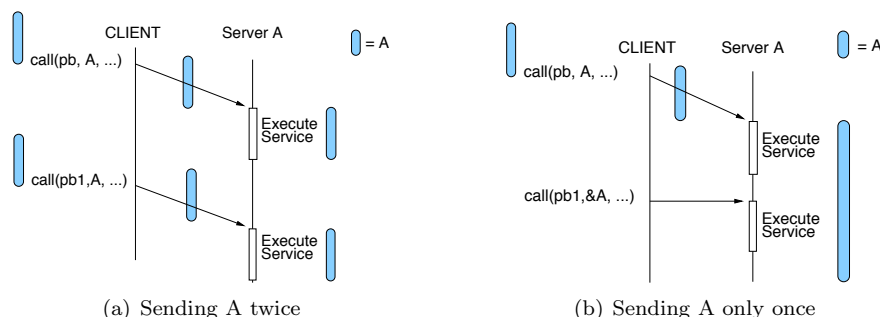 CLIENT Server A
= A
call(pb, A, ...)
Execute
Service
call(pb1,A, ...)
Execute
Service
(a) Sending A twice
CLIENT Server A
= A
call(pb, A, ...)
Execute
Service
call(pb1,&A, ...)
Execute
Service
(b) Sending A only once